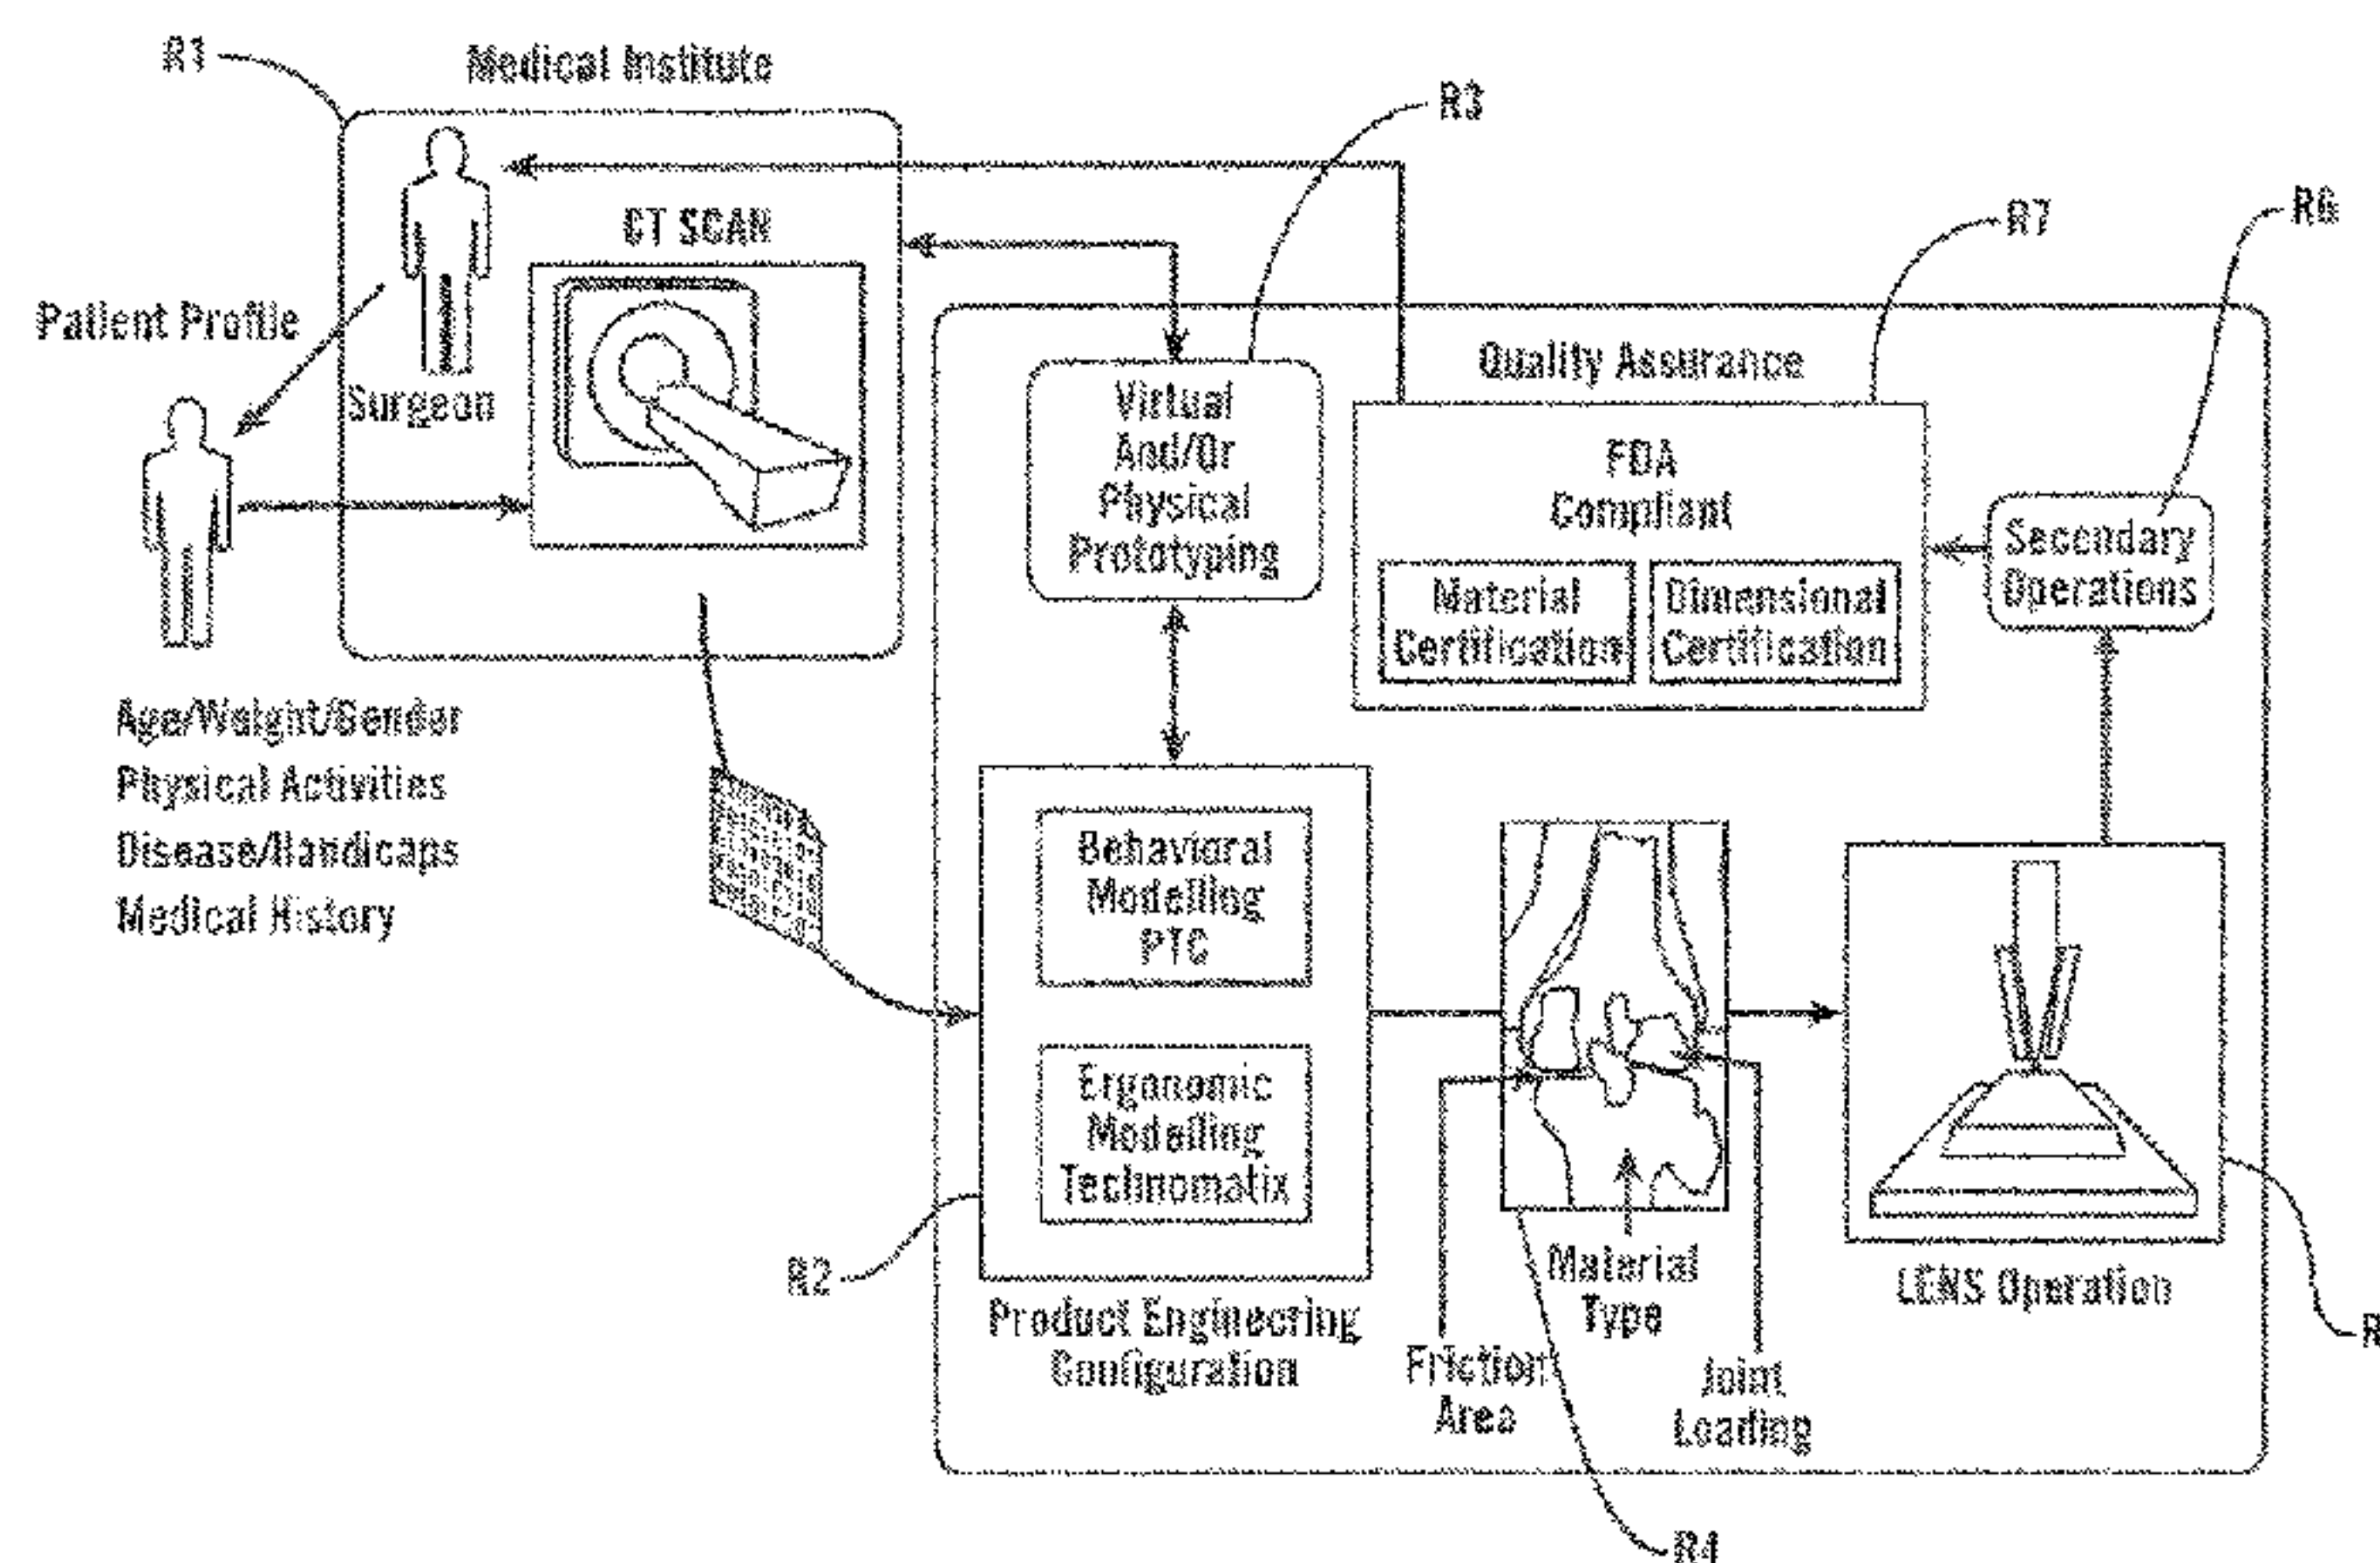 R1
Medical Institute
R3
R6
R7
CT SCAN
Patient Profile
Surgeon
Quality Assurance
Virtual
And/Or
Physical
Prototyping
FDA
Compliant
Material
Certification
Dimensional
Certification
Secondary
Operations
Age/Weight/Gender
Physical Activities
Disease/Handicaps
Medical History
Behavioral
Modelling
PTC
Ergonomic
Modelling
Technomatix
R2
Product Engineering
Configuration
Material
Type
Friction
Area
Joint
Loading
LENS Operation
R4